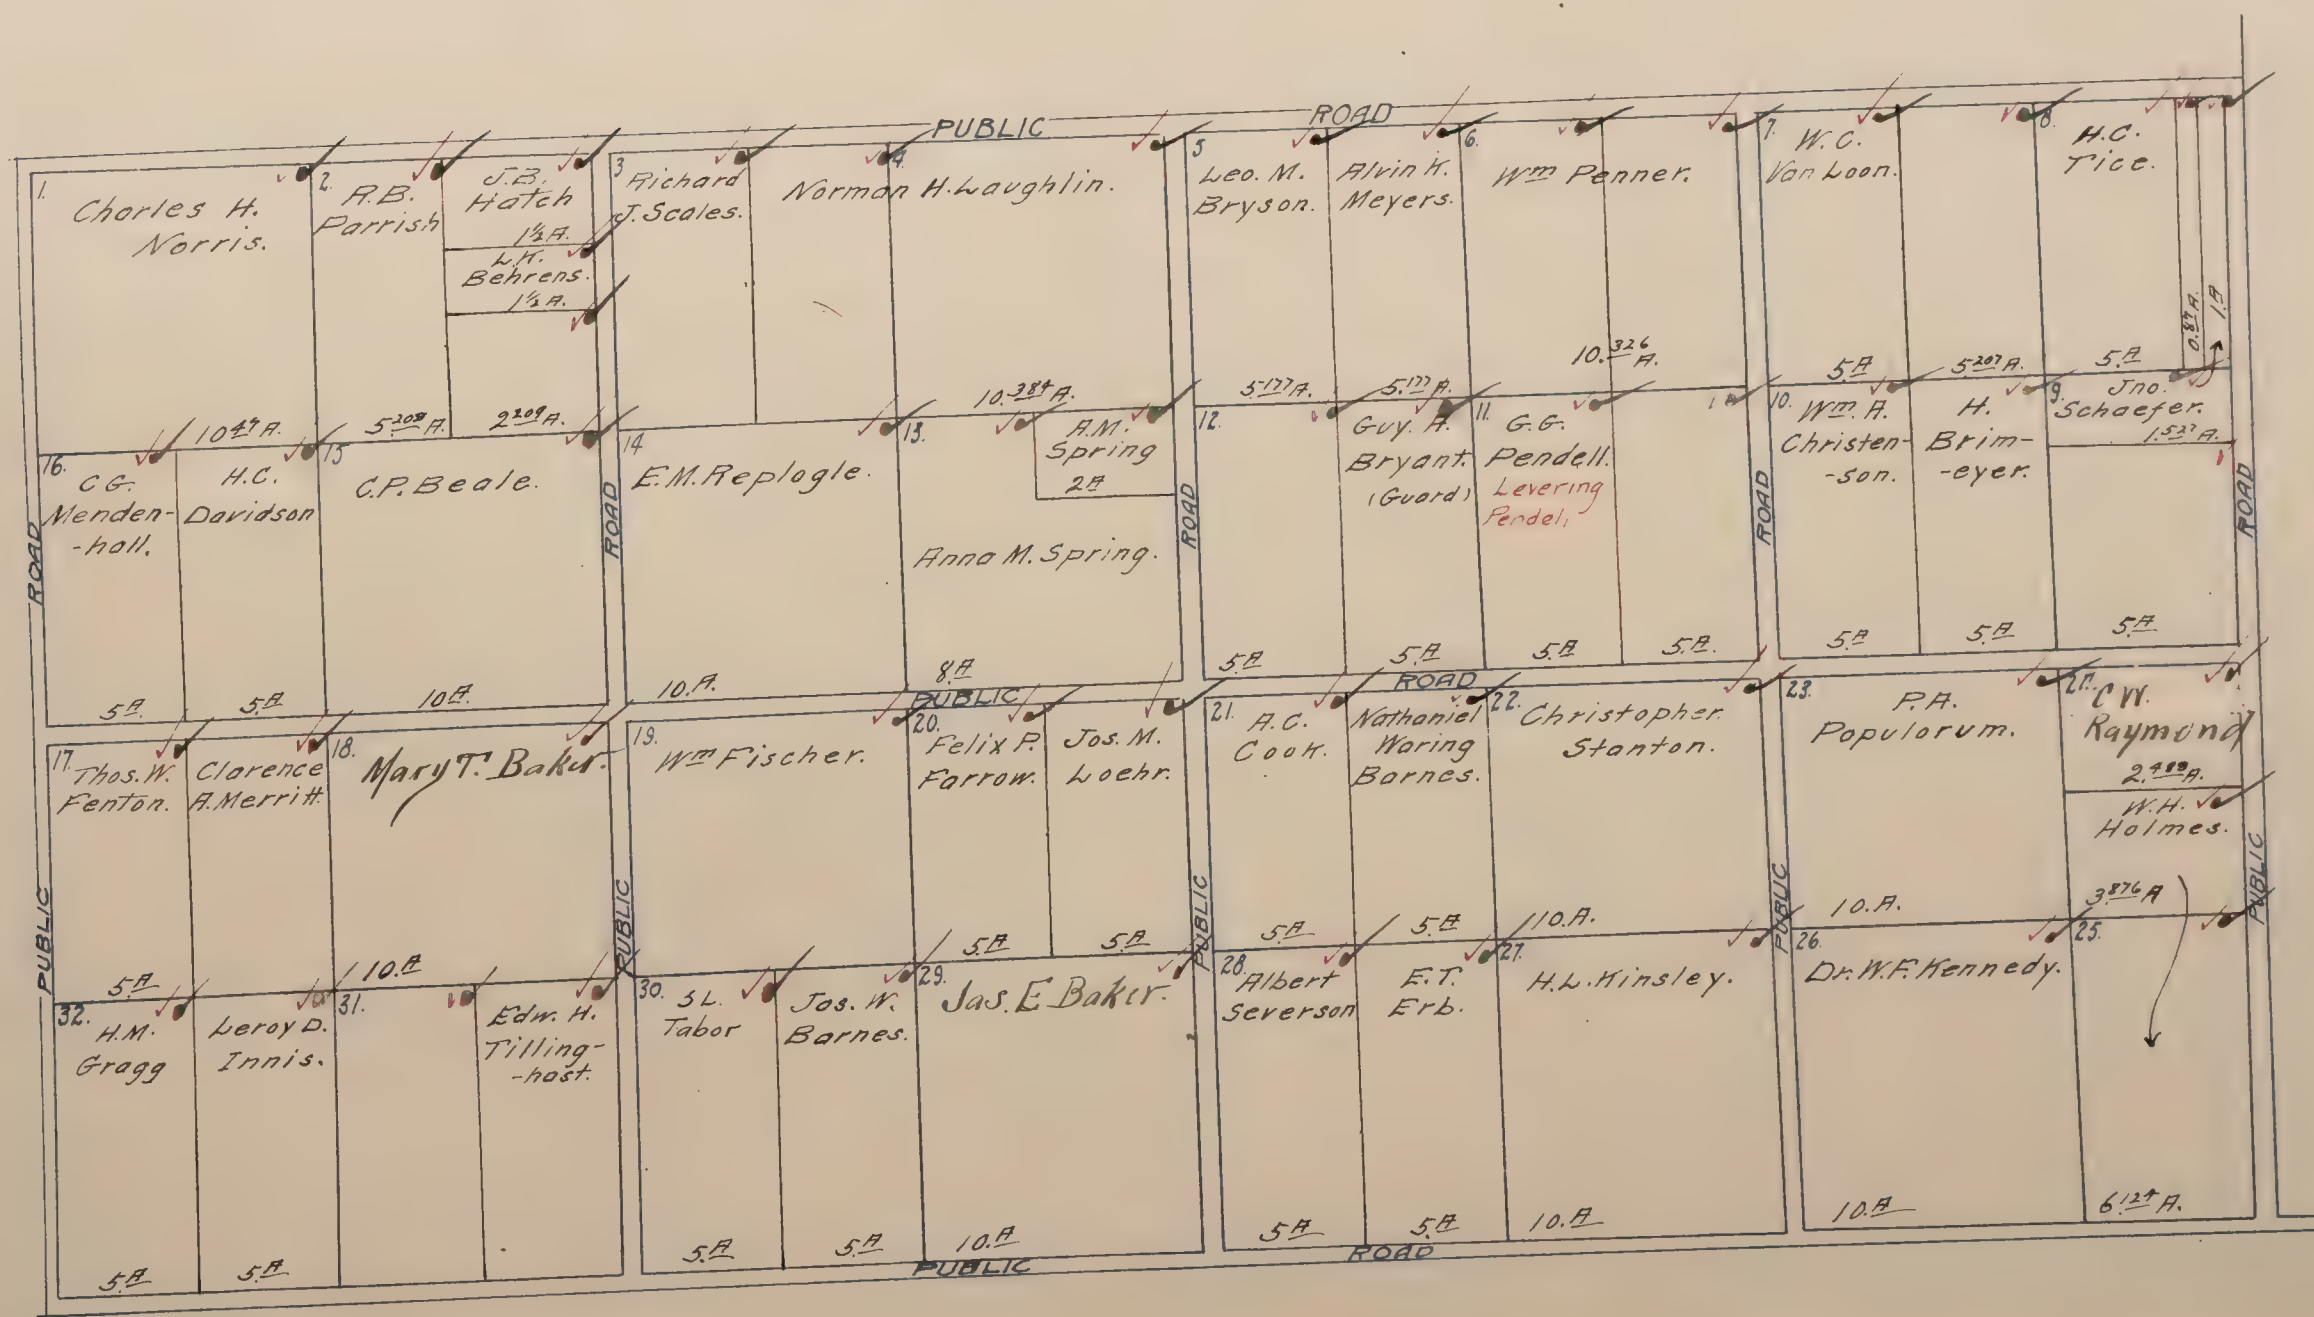 PUBLIC ROAD
1.
Charles H.
Norris.
10 47 A.
2.
R.B.
Parrish
5 208 A.
J.B.
Hatch
1½ A.
L.K.
Behrens.
1½ A.
2 209 A.
3
Richard
J. Scales.
4.
Norman H. Laughlin.
10. 384 A.
5
Leo. M.
Bryson.
5 177 A.
Alvin K.
Meyers.
5. 177 A.
6.
Wm Penner.
10. 326 A.
7.
W.C.
Van Loon.
5. A
5 207 A.
8.
H.C.
Tice.
5. A
0. 87 A.
1. A
16.
C G.
Menden-
-hall.
5 A.
H.C.
Davidson
5. A
15
C.P. Beale.
10 A.
14
E.M. Replogle.
10. A.
13.
A.M.
Spring
2 A
Anna M. Spring.
8. A
12.
5. A
Guy. A.
Bryant.
(Guard)
5. A
11.
G.G.
Pendell.
Levering
Pendell
5. A
5. A.
10.
Wm. A.
Christen-
-son.
5. A
H.
Brim-
-eyer.
5. A
9.
Jno.
Schaefer.
1. 527 A.
5. A
ROAD
ROAD
ROAD
ROAD
ROAD
PUBLIC ROAD
17.
Thos. W.
Fenton.
5. A
Clarence
A. Merritt.
18.
Mary T. Baker.
10. A
19.
Wm Fischer.
20.
Felix P.
Farrow.
5. A
Jos. M.
Loehr.
5. A
21.
A.C.
Cook.
5. A
Nathaniel
Waring
Barnes.
5. A
22.
Christopher
Stanton.
10. A.
23.
P.A.
Populorum.
10. A.
C W.
Raymond
2. 488 A.
W.H.
Holmes.
3. 876 A
PUBLIC
PUBLIC
PUBLIC
PUBLIC
PUBLIC
32.
H.M.
Gragg
5. A
Leroy D.
Innis.
5. A
31.
Edw. H.
Tilling-
-hast.
30.
S L.
Tabor
5. A
Jos. W.
Barnes.
5. A
29.
Jas. E Baker.
10. A
28.
Albert
Severson
5. A
E.T.
Erb.
5. A
27.
H.L. Kinsley.
10. A
26.
Dr. W.F. Kennedy.
10. A
25.
6 124 A.
PUBLIC ROAD